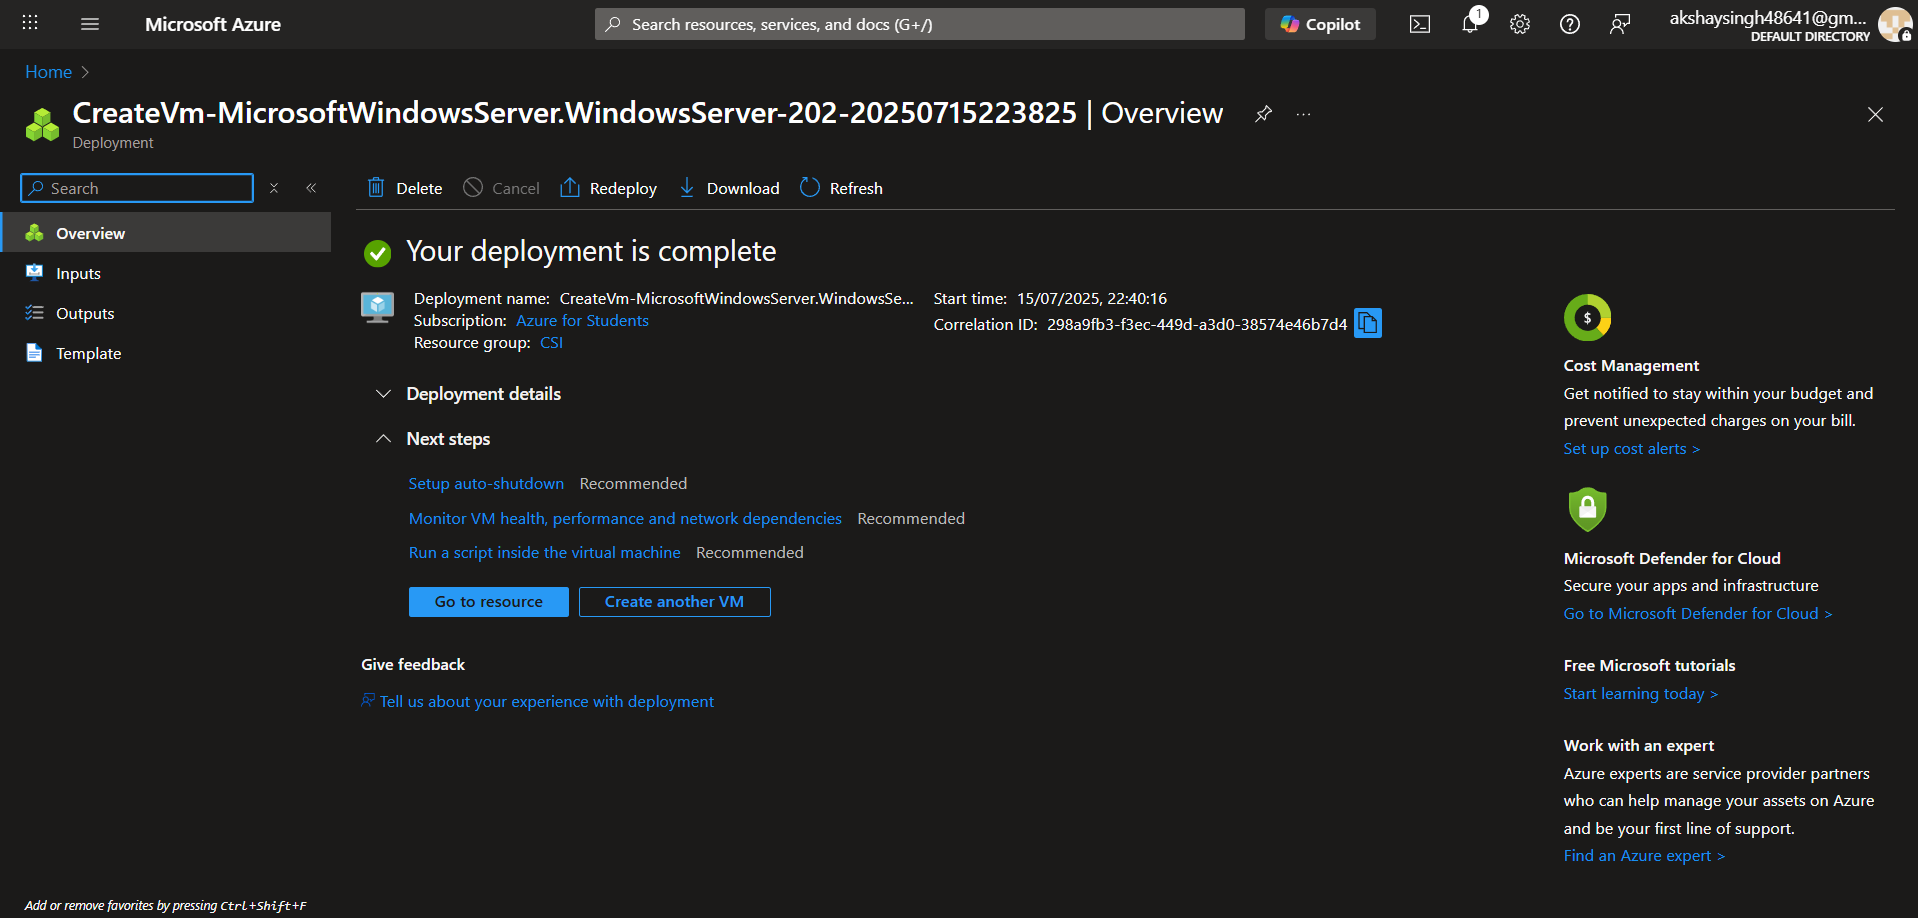 Microsoft Azure
Search resources, services, and docs (G+/)
Copilot
1
akshaysingh48641@gm...
DEFAULT DIRECTORY
Home
CreateVm-MicrosoftWindowsServer.WindowsServer-202-20250715223825 | Overview
Deployment
Search
Delete
Cancel
Redeploy
Download
Refresh
Overview
Inputs
Outputs
Template
Your deployment is complete
Deployment name: CreateVm-MicrosoftWindowsServer.WindowsSe...
Subscription: Azure for Students
Resource group: CSI
Start time: 15/07/2025, 22:40:16
Correlation ID: 298a9fb3-f3ec-449d-a3d0-38574e46b7d4
Deployment details
Next steps
Setup auto-shutdown Recommended
Monitor VM health, performance and network dependencies Recommended
Run a script inside the virtual machine Recommended
Go to resource
Create another VM
Give feedback
Tell us about your experience with deployment
$
Cost Management
Get notified to stay within your budget and
prevent unexpected charges on your bill.
Set up cost alerts >
Microsoft Defender for Cloud
Secure your apps and infrastructure
Go to Microsoft Defender for Cloud >
Free Microsoft tutorials
Start learning today >
Work with an expert
Azure experts are service provider partners
who can help manage your assets on Azure
and be your first line of support.
Find an Azure expert >
Add or remove favorites by pressing Ctrl+Shift+F